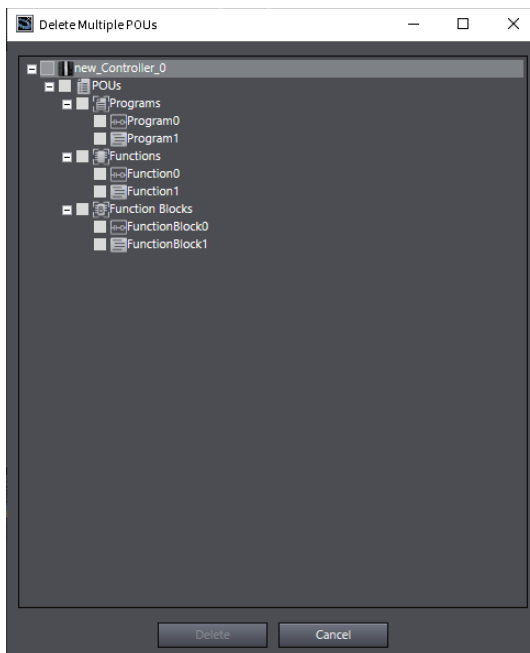 Delete Multiple POUs
new_Controller_0
POUs
Programs
Program0
Program1
Functions
Function0
Function1
Function Blocks
FunctionBlock0
FunctionBlock1
Delete Cancel